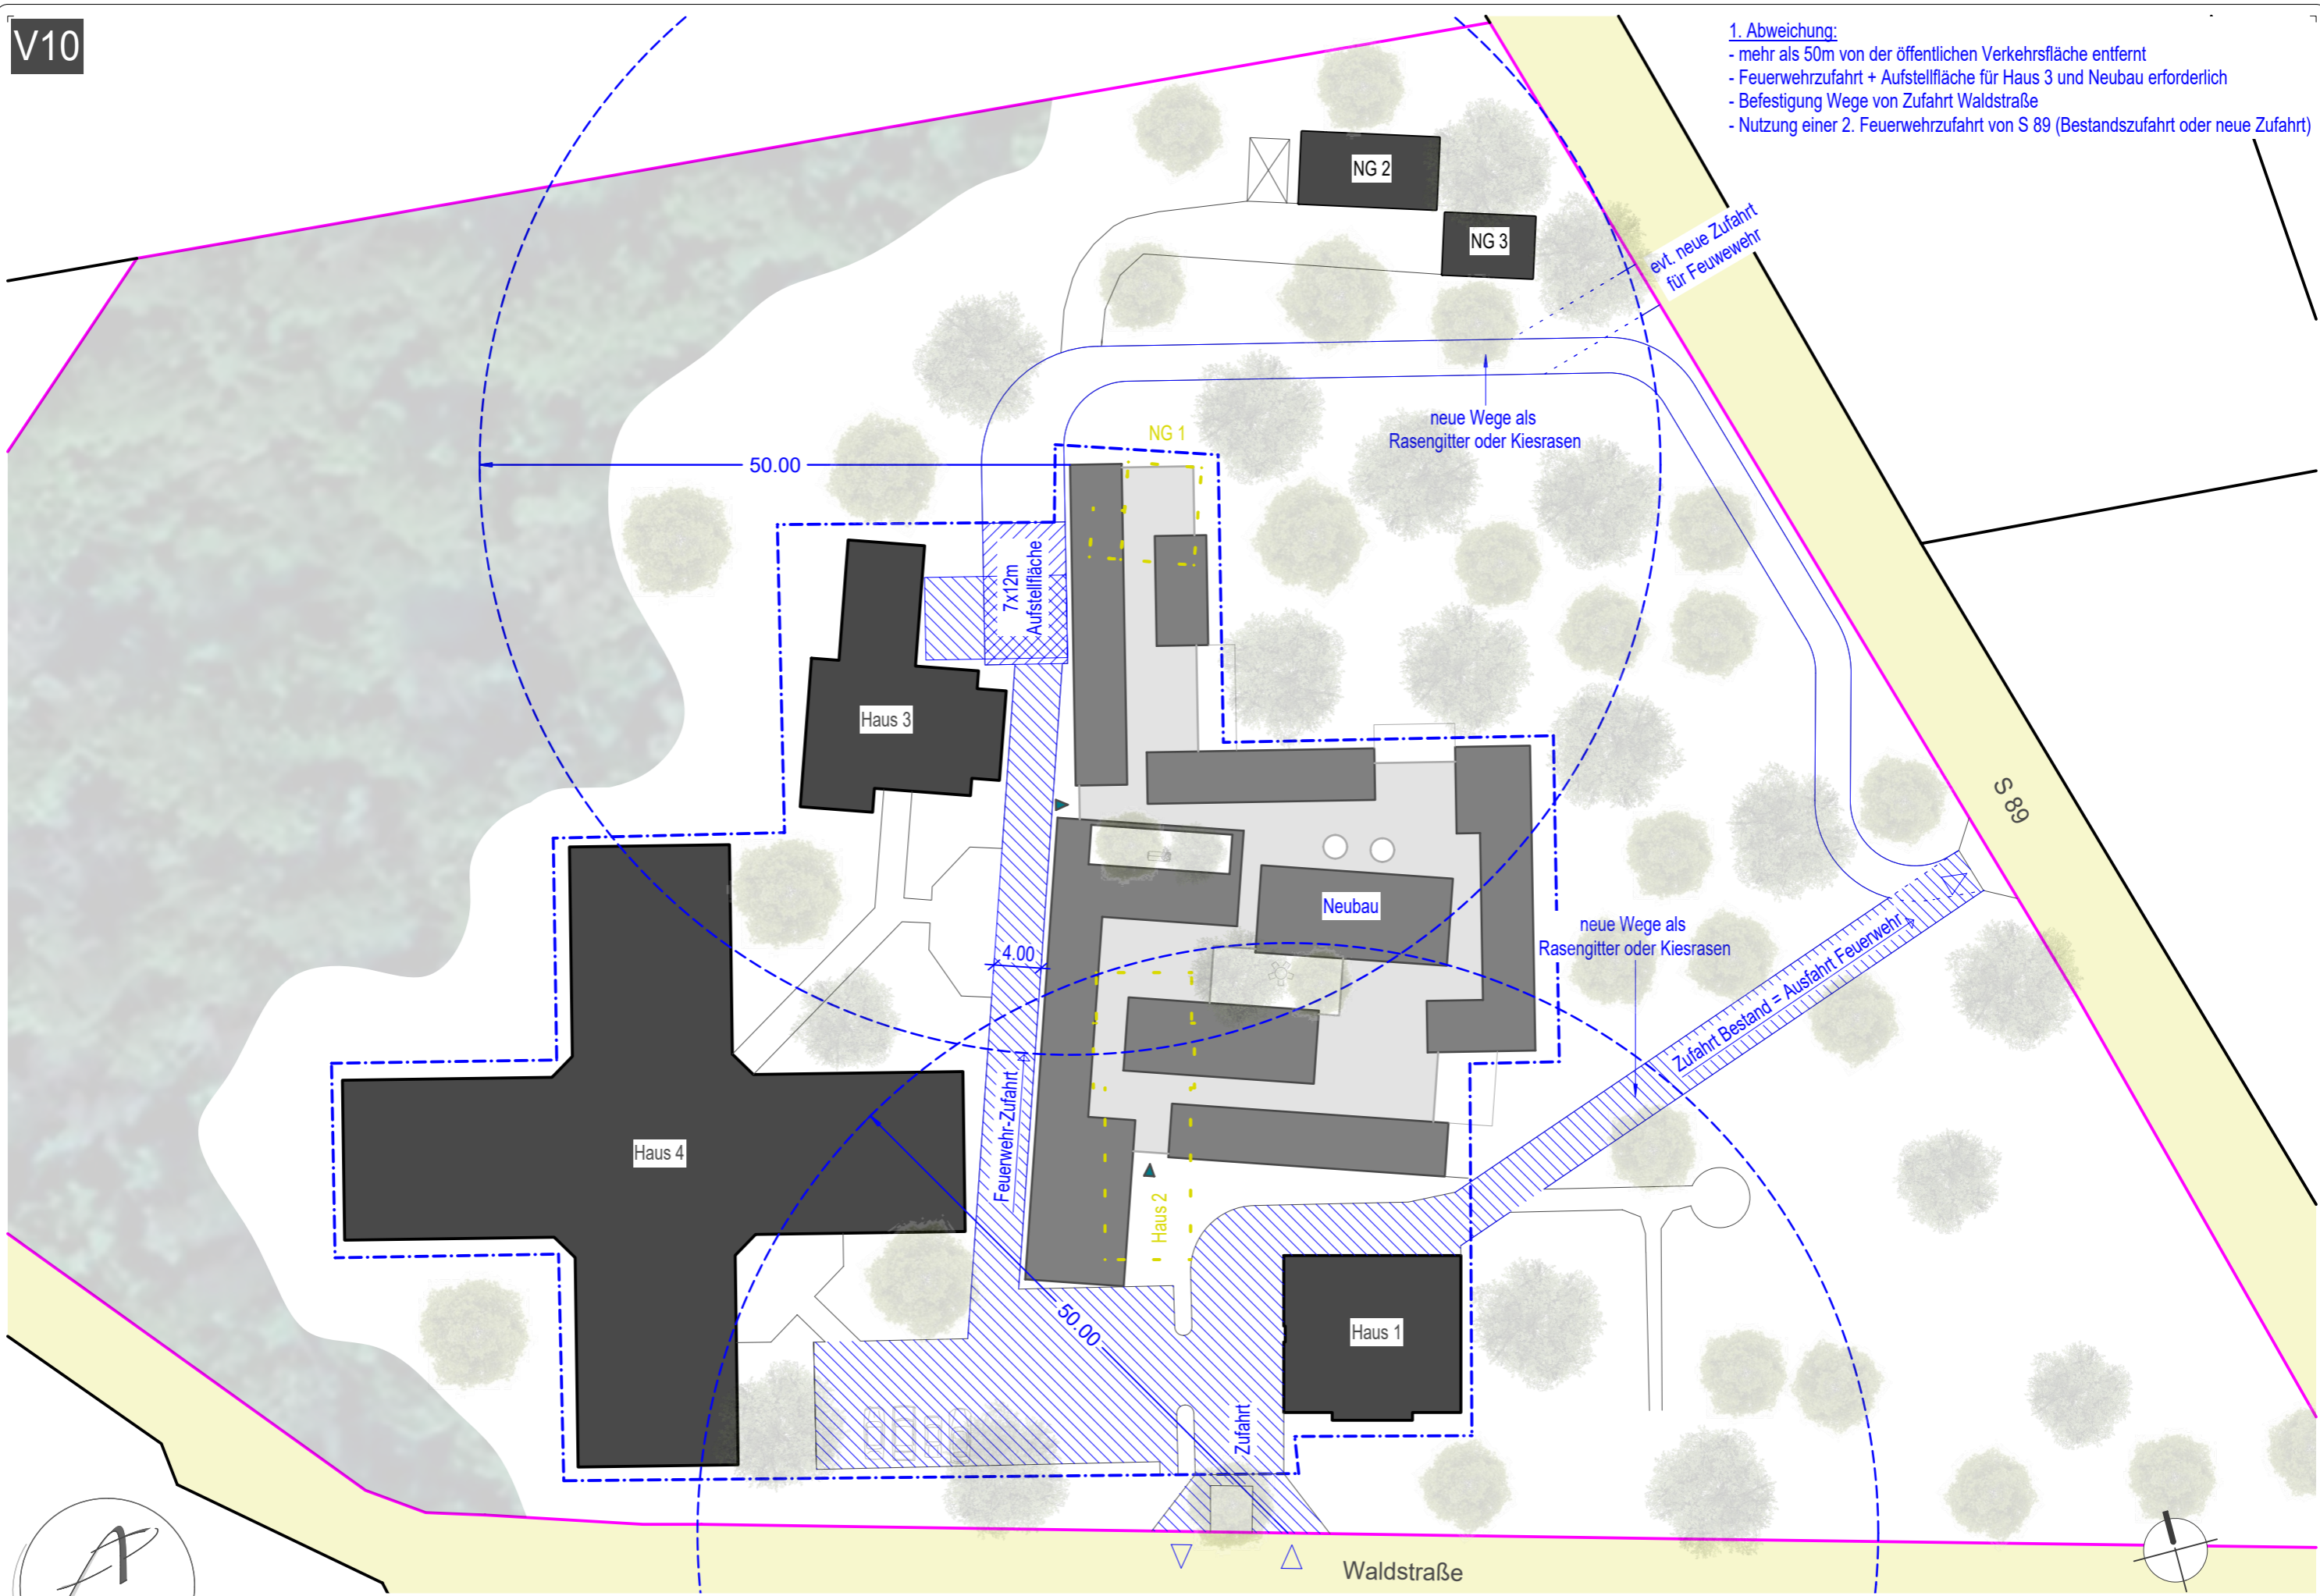 V10
1. Abweichung:
- mehr als 50m von der öffentlichen Verkehrsfläche entfernt
- Feuerwehrzufahrt + Aufstellfläche für Haus 3 und Neubau erforderlich
- Befestigung Wege von Zufahrt Waldstraße
- Nutzung einer 2. Feuerwehrzufahrt von S 89 (Bestandszufahrt oder neue Zufahrt)
NG 2
NG 3
evt. neue Zufahrt
für Feuwewehr
neue Wege als
Rasengitter oder Kiesrasen
NG 1
50.00
7x12m
Aufstellfläche
Haus 3
S 89
Neubau
neue Wege als
Rasengitter oder Kiesrasen
4.00
Zufahrt Bestand = Ausfahrt Feuerwehr
Feuerwehr-Zufahrt
Haus 4
Haus 2
50.00
Haus 1
Zufahrt
Waldstraße